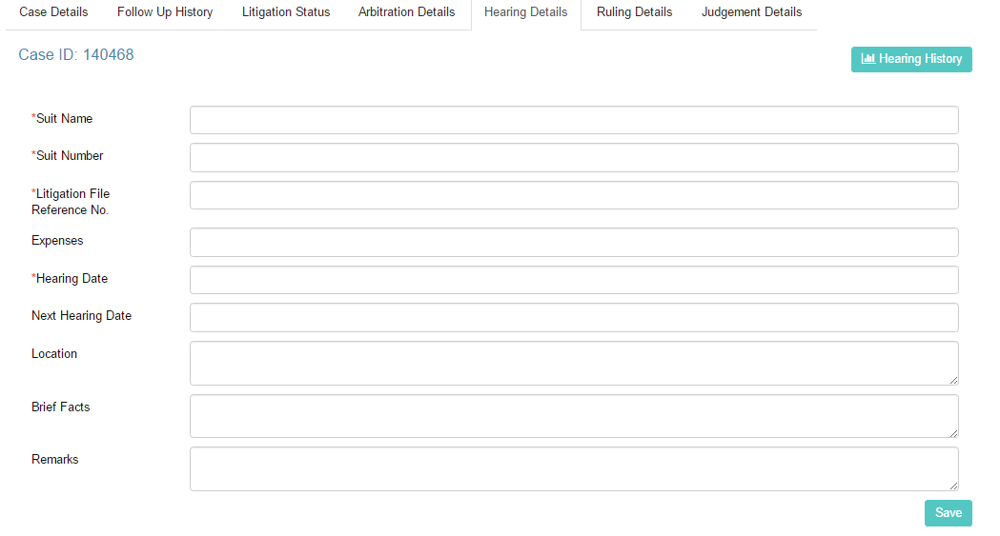 Case Details Follow Up History Litigation Status Arbitration Details Hearing Details Ruling Details Judgement Details
Case ID: 140468
Hearing History
*Suit Name
*Suit Number
*Litigation File
Reference No.
Expenses
*Hearing Date
Next Hearing Date
Location
Brief Facts
Remarks
Save